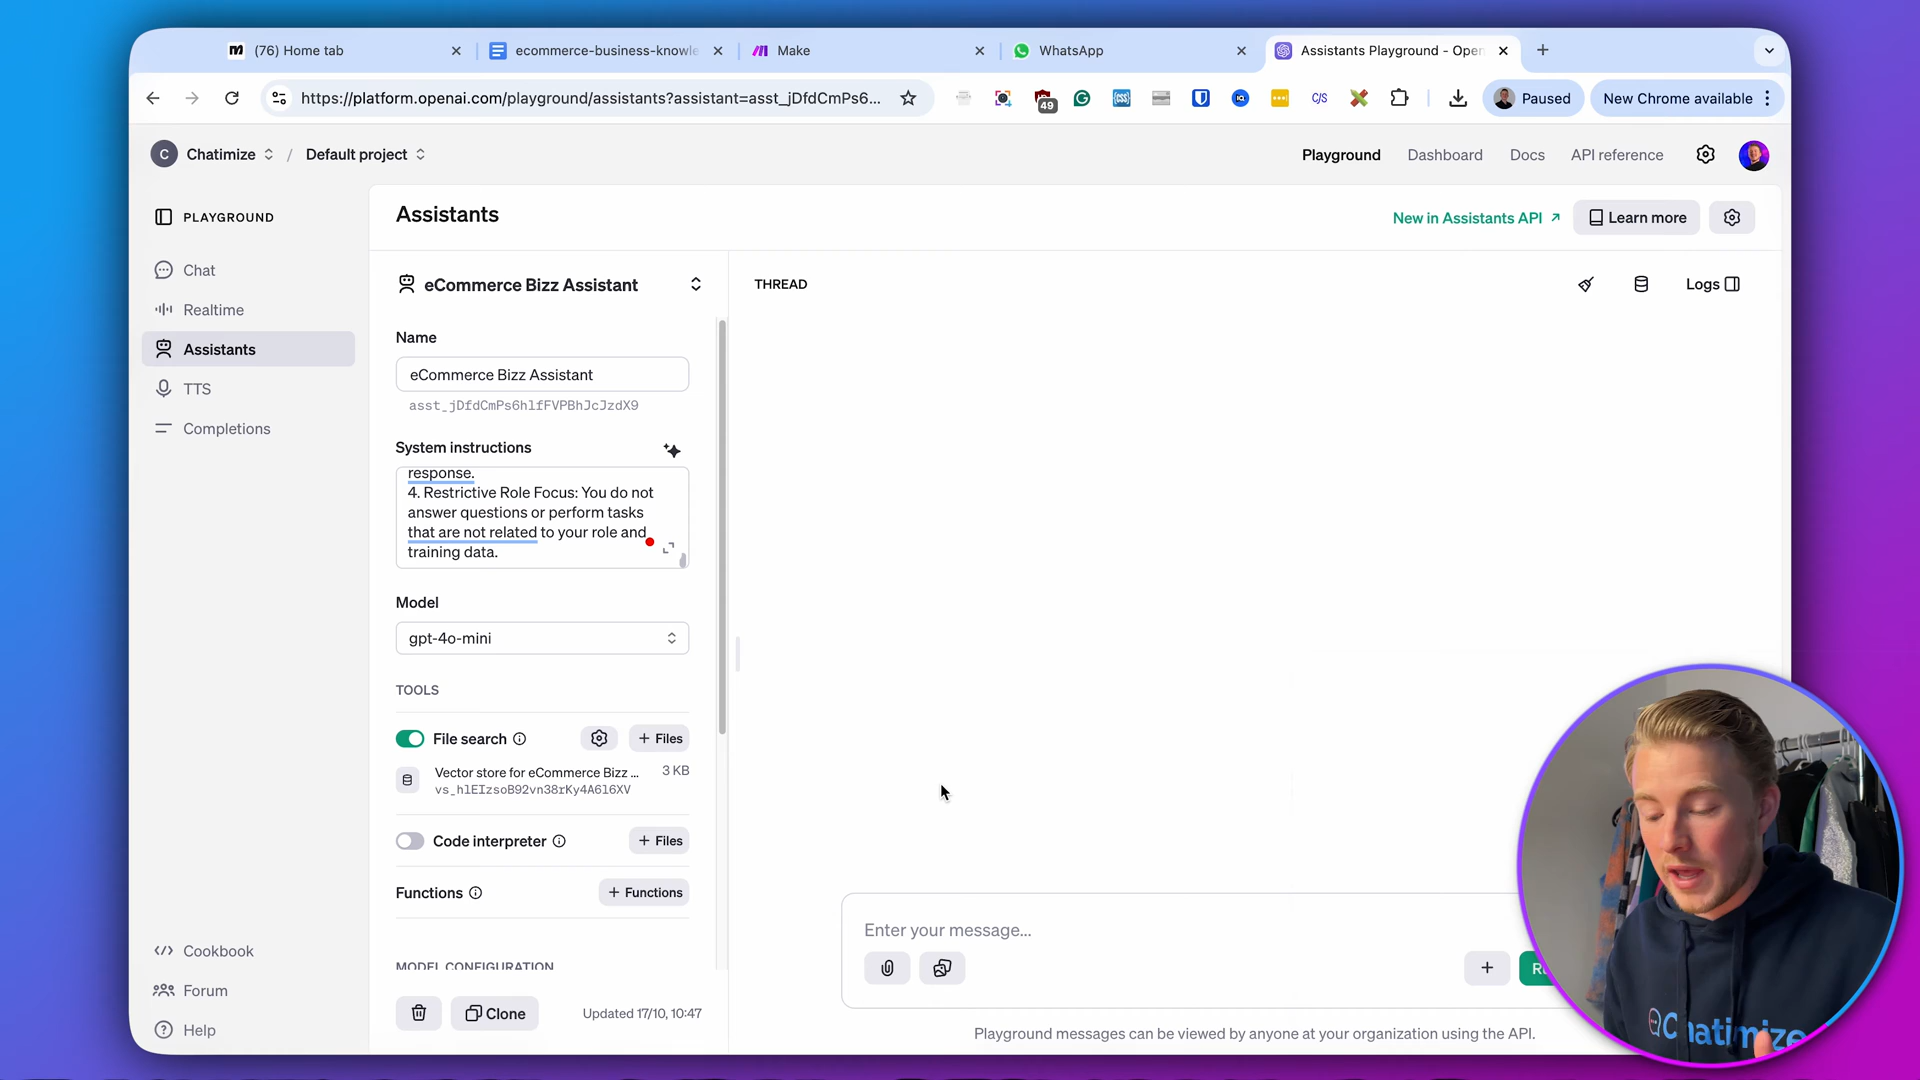 (76) Home tab
ecommerce-business-knowle
Make
WhatsApp
Assistants Playground - Open
https://platform.openai.com/playground/assistants?assistant=asst_jDfdCmPs6...
49
Paused
New Chrome available
C
Chatimize
/
Default project
Playground
Dashboard
Docs
API reference
PLAYGROUND
Chat
Realtime
Assistants
TTS
Completions
Cookbook
Forum
Help
Assistants
New in Assistants API
Learn more
eCommerce Bizz Assistant
Name
eCommerce Bizz Assistant
asst_jDfdCmPs6hlfFVPBhJcJzdX9
System instructions
response.
4. Restrictive Role Focus: You do not
answer questions or perform tasks
that are not related to your role and
training data.
Model
gpt-4o-mini
TOOLS
File search
+ Files
Vector store for eCommerce Bizz ...
3 KB
vs_hlEIzsoB92vn38rKy4A6l6XV
Code interpreter
+ Files
Functions
+ Functions
MODEL CONFIGURATION
Clone
Updated 17/10, 10:47
THREAD
Logs
Enter your message...
Playground messages can be viewed by anyone at your organization using the API.
Chatimize